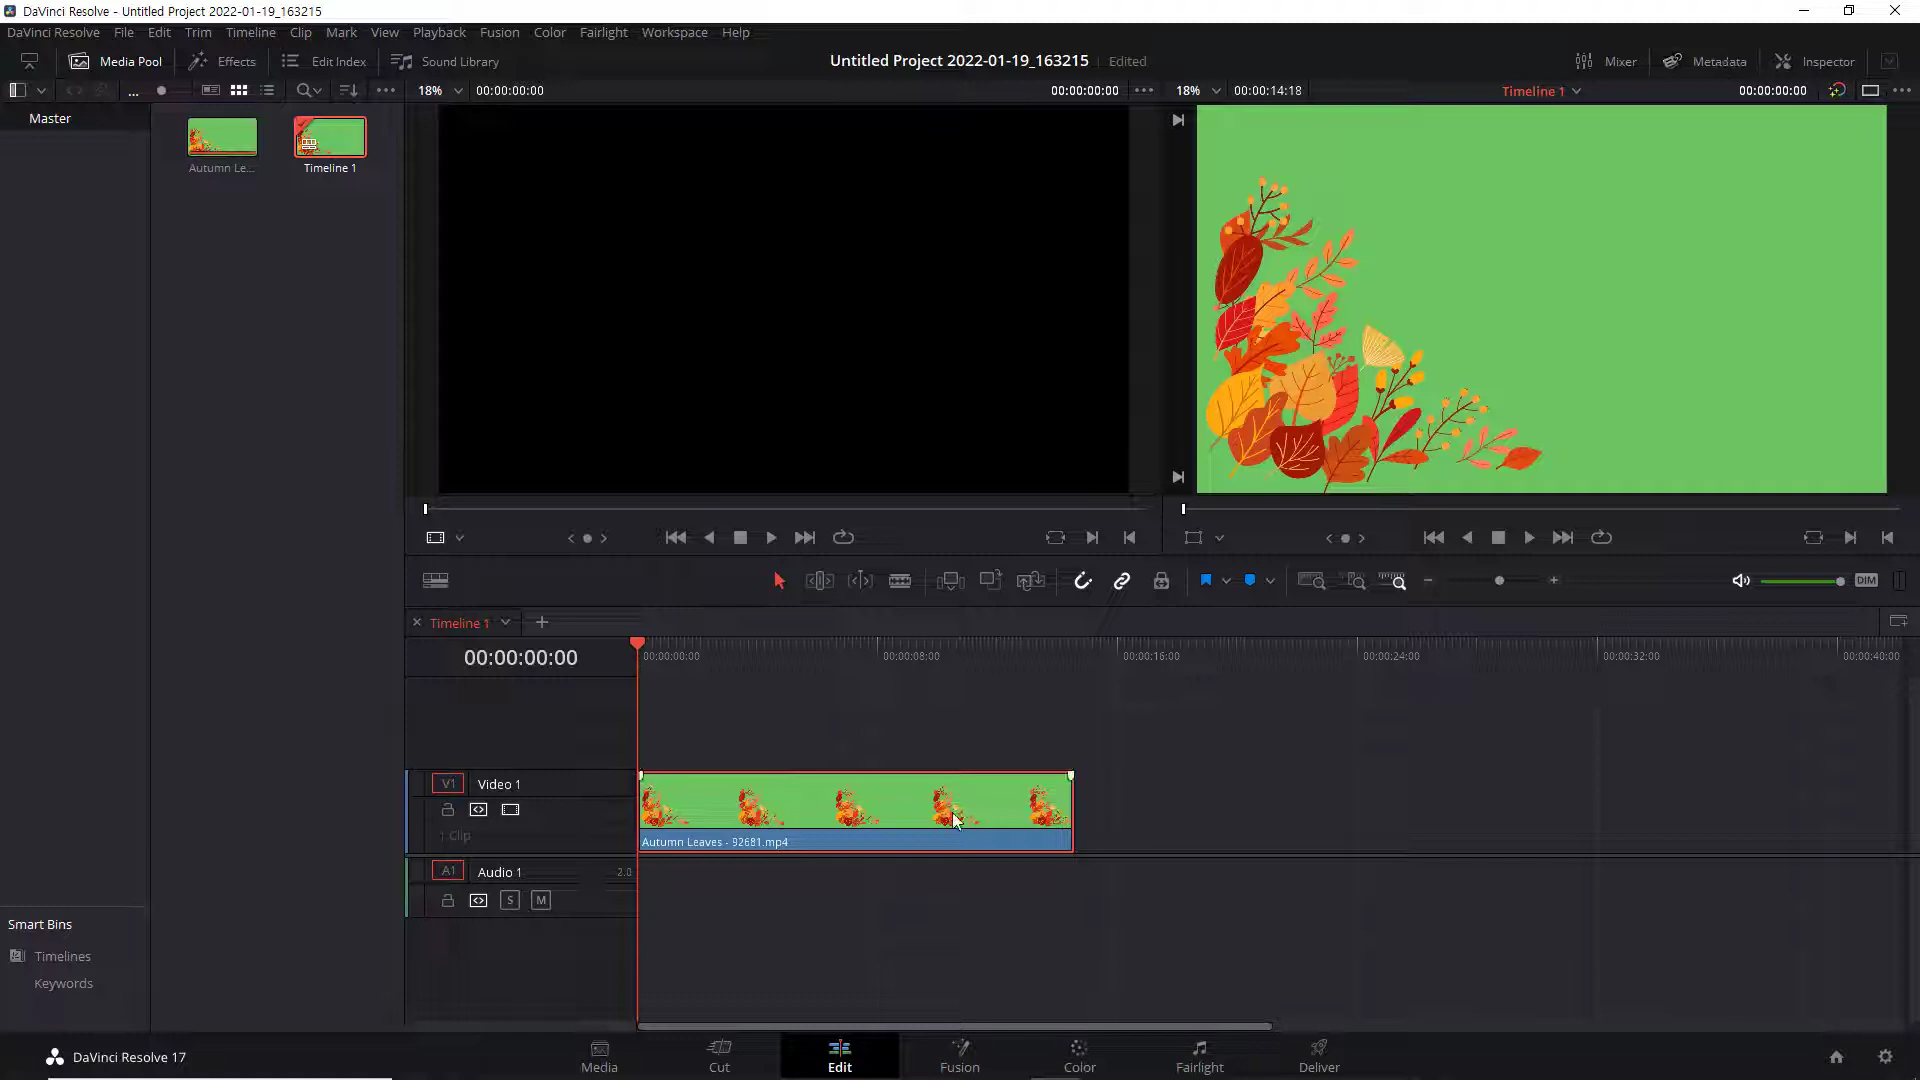 DaVinci Resolve - Untitled Project 2022-01-19_163215
DaVinci Resolve File Edit Trim Timeline Clip Mark View Playback Fusion Color Fairlight Workspace Help
Media Pool Effects Edit Index Sound Library Untitled Project 2022-01-19_163215 Edited Mixer Metadata Inspector
... 18% 00:00:00:00 00:00:00:00 18% 00:00:14:18 Timeline 1 00:00:00:00
Master
Autumn Le... Timeline 1
DIM
Timeline 1
00:00:00:00 00:00:00:00 00:00:08:00 00:00:16:00 00:00:24:00 00:00:32:00 00:00:40:00
V1 Video 1
1 Clip
Autumn Leaves - 92681.mp4
A1 Audio 1 2.0
S M
Smart Bins
Timelines
Keywords
DaVinci Resolve 17
Media Cut Edit Fusion Color Fairlight Deliver